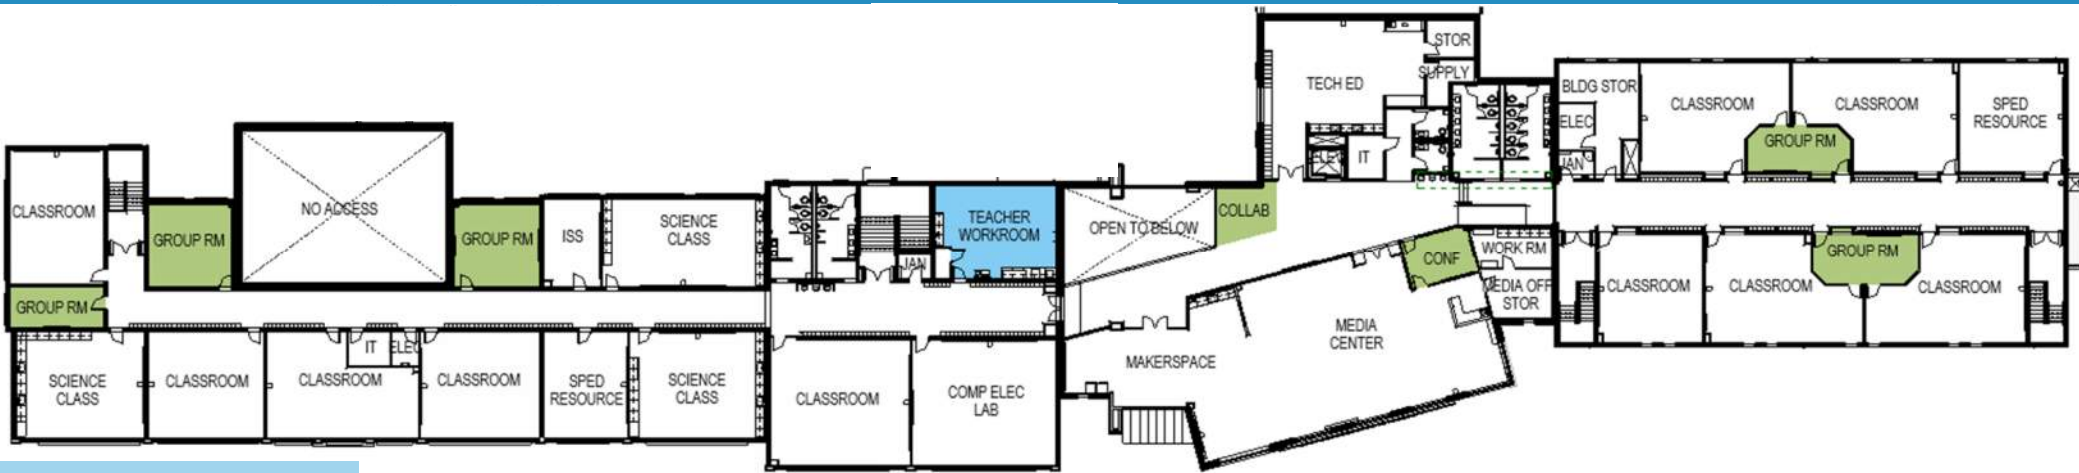 STOR
SUPPLY
TECH ED
ELEV
IT
BLDG STOR
ELEC
JAN
CLASSROOM
CLASSROOM
GROUP RM
SPED
RESOURCE
CLASSROOM
GROUP RM
GROUP RM
NO ACCESS
GROUP RM
ISS
SCIENCE
CLASS
JAN
TEACHER
WORKROOM
OPEN TO BELOW
COLLAB
CONF
WORK RM
MEDIA OFF
STOR
CLASSROOM
CLASSROOM
GROUP RM
CLASSROOM
SCIENCE
CLASS
CLASSROOM
IT
ELEC
CLASSROOM
CLASSROOM
SPED
RESOURCE
SCIENCE
CLASS
CLASSROOM
COMP ELEC
LAB
MAKERSPACE
MEDIA
CENTER